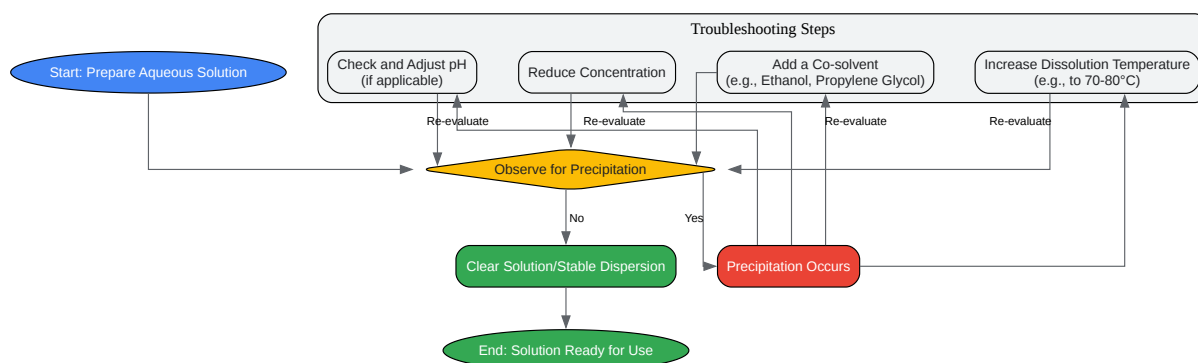 Troubleshooting Steps
Start: Prepare Aqueous Solution
Check and Adjust pH
(if applicable)
Reduce Concentration
Add a Co-solvent
(e.g., Ethanol, Propylene Glycol)
Increase Dissolution Temperature
(e.g., to 70-80°C)
Re-evaluate
Re-evaluate
Re-evaluate
Re-evaluate
Observe for Precipitation
No
Yes
Clear Solution/Stable Dispersion
Precipitation Occurs
End: Solution Ready for Use